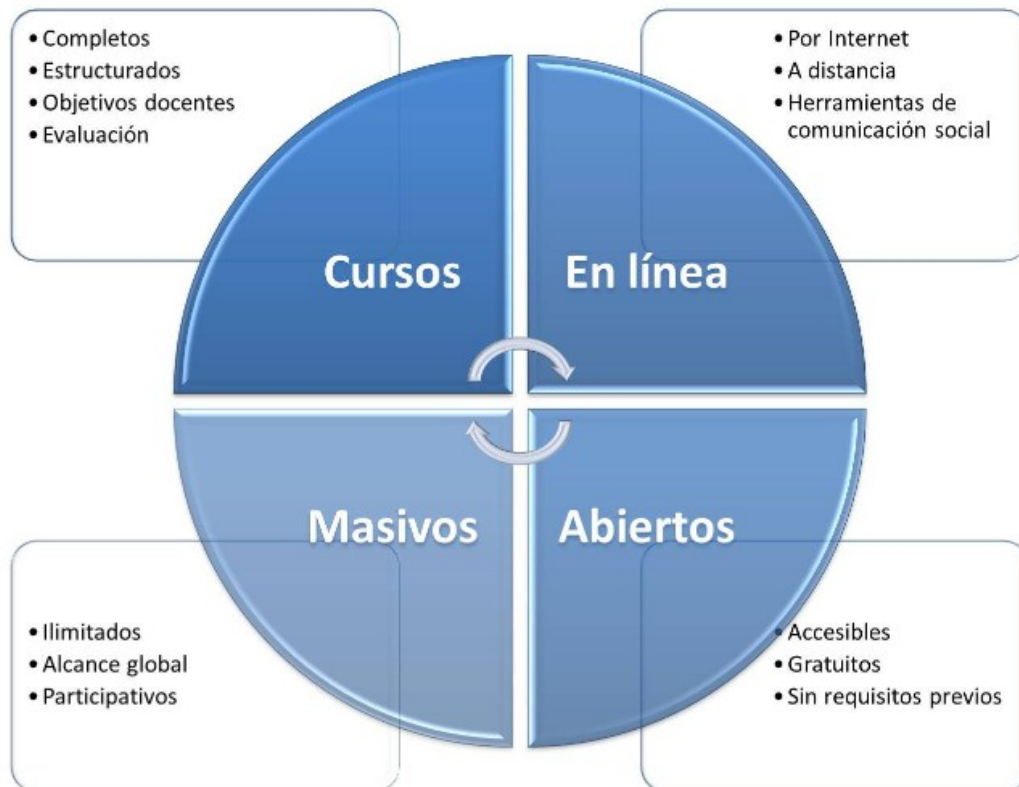 • Completos
• Estructurados
• Objetivos docentes
• Evaluación
• Por Internet
• A distancia
• Herramientas de
comunicación social
Cursos
En línea
Masivos
Abiertos
• Ilimitados
• Alcance global
• Participativos
• Accesibles
• Gratuitos
• Sin requisitos previos